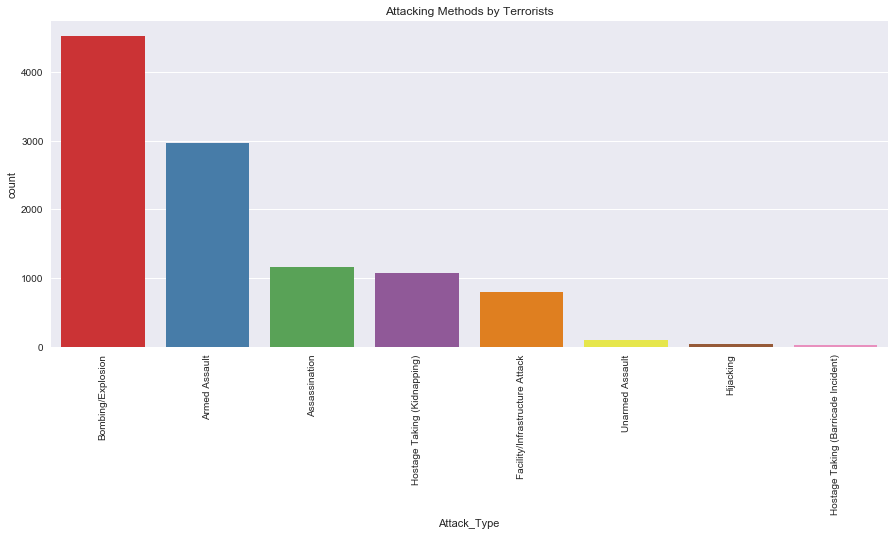 Attacking Methods by Terrorists
count
4000
3000
2000
1000
0
Bombing/Explosion
Armed Assault
Assassination
Hostage Taking (Kidnapping)
Facility/Infrastructure Attack
Unarmed Assault
Hijacking
Hostage Taking (Barricade Incident)
Attack_Type